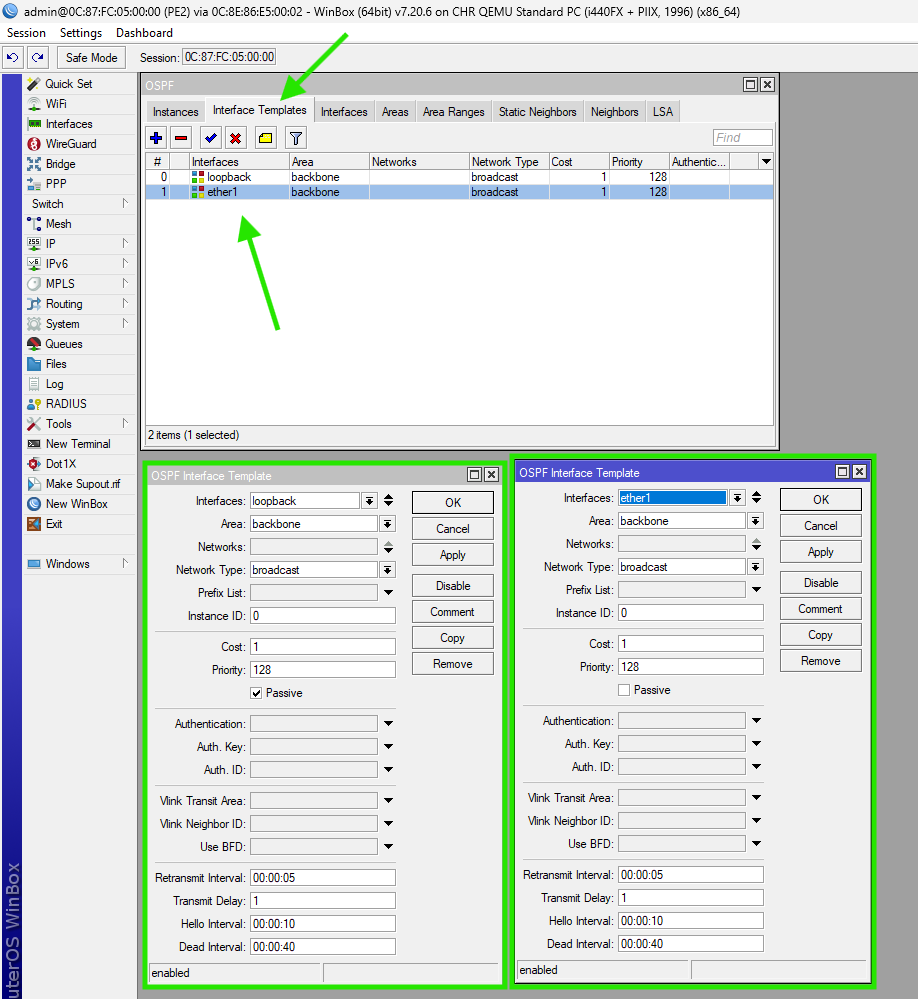 admin@0C:87:FC:05:00:00 (PE2) via 0C:8E:86:E5:00:02 - WinBox (64bit) v7.20.6 on CHR QEMU Standard PC (i440FX + PIIX, 1996) (x86_64)
Session Settings Dashboard
Safe Mode Session: 0C:87:FC:05:00:00
Quick Set
WiFi
Interfaces
WireGuard
Bridge
PPP
Switch
Mesh
IP
IPv6
MPLS
Routing
System
Queues
Files
Log
RADIUS
Tools
New Terminal
Dot1X
Make Supout.rif
New WinBox
Exit
Windows
uterOS WinBox
OSPF
Instances Interface Templates Interfaces Areas Area Ranges Static Neighbors Neighbors LSA
Find
# Interfaces Area Networks Network Type Cost Priority Authentic...
0 loopback backbone broadcast 1 128
1 ether1 backbone broadcast 1 128
2 items (1 selected)
OSPF Interface Template
Interfaces: loopback OK
Area: backbone Cancel
Networks: Apply
Network Type: broadcast
Prefix List: Disable
Instance ID: 0 Comment
Cost: 1 Copy
Priority: 128 Remove
Passive
Authentication:
Auth. Key:
Auth. ID:
Vlink Transit Area:
Vlink Neighbor ID:
Use BFD:
Retransmit Interval: 00:00:05
Transmit Delay: 1
Hello Interval: 00:00:10
Dead Interval: 00:00:40
enabled
OSPF Interface Template
Interfaces: ether1 OK
Area: backbone Cancel
Networks: Apply
Network Type: broadcast
Prefix List: Disable
Instance ID: 0 Comment
Cost: 1 Copy
Priority: 128 Remove
Passive
Authentication:
Auth. Key:
Auth. ID:
Vlink Transit Area:
Vlink Neighbor ID:
Use BFD:
Retransmit Interval: 00:00:05
Transmit Delay: 1
Hello Interval: 00:00:10
Dead Interval: 00:00:40
enabled